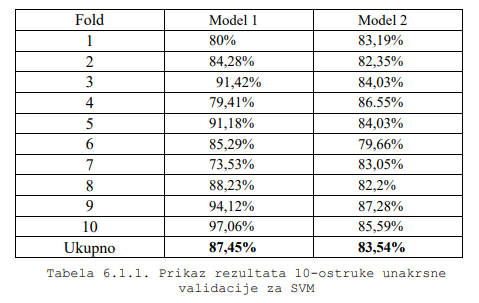 Fold Model 1 Model 2
1 80% 83,19%
2 84,28% 82,35%
3 91,42% 84,03%
4 79,41% 86.55%
5 91,18% 84,03%
6 85,29% 79,66%
7 73,53% 83,05%
8 88,23% 82,2%
9 94,12% 87,28%
10 97,06% 85,59%
Ukupno 87,45% 83,54%
Tabela 6.1.1. Prikaz rezultata 10-ostruke unakrsne
validacije za SVM